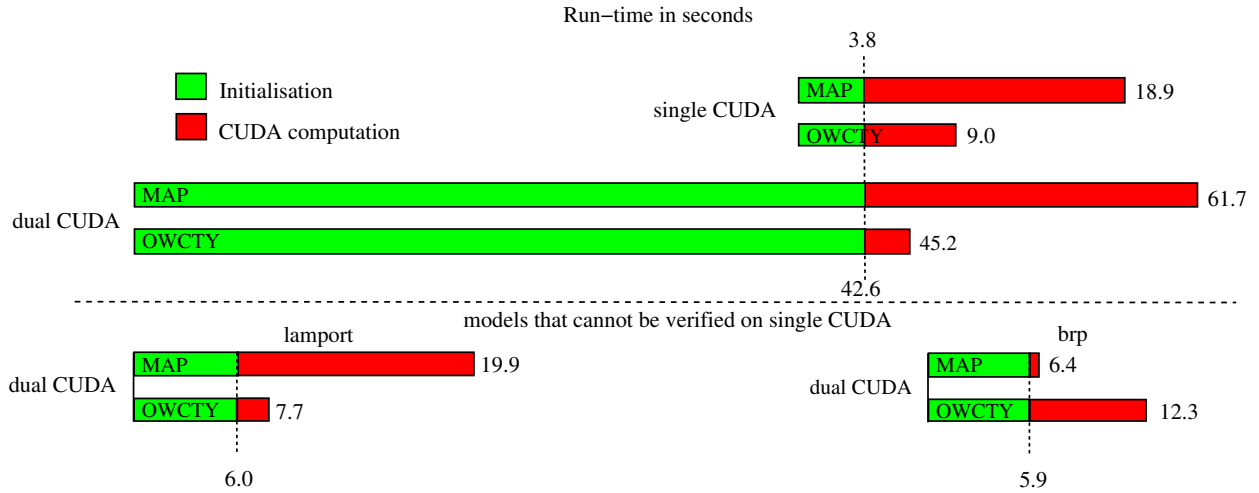 Run−time in seconds
3.8
Initialisation
CUDA computation
single CUDA
MAP 18.9
OWCTY 9.0
dual CUDA
MAP 61.7
OWCTY 45.2
42.6
models that cannot be verified on single CUDA
lamport
dual CUDA
MAP 19.9
OWCTY 7.7
6.0
brp
dual CUDA
MAP 6.4
OWCTY 12.3
5.9